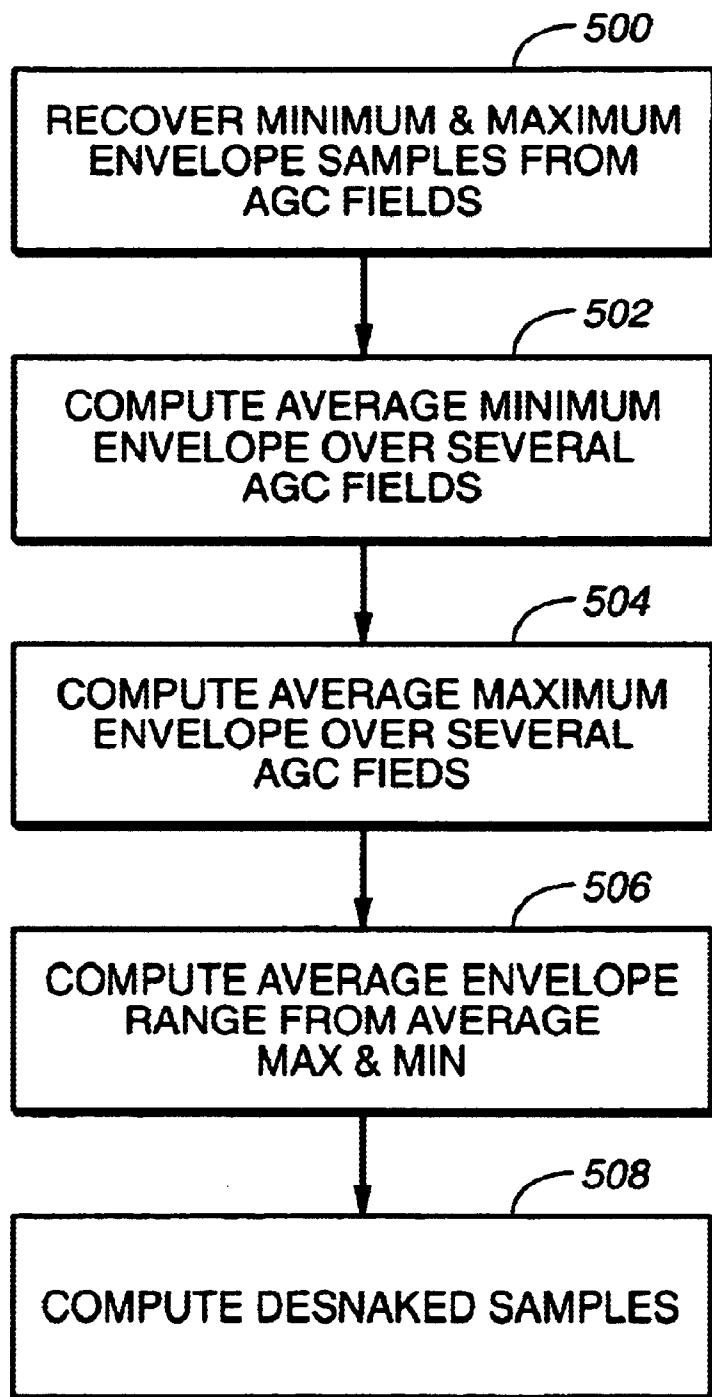 500
RECOVER MINIMUM & MAXIMUM
ENVELOPE SAMPLES FROM
AGC FIELDS
502
COMPUTE AVERAGE MINIMUM
ENVELOPE OVER SEVERAL
AGC FIELDS
504
COMPUTE AVERAGE MAXIMUM
ENVELOPE OVER SEVERAL
AGC FIEDS
506
COMPUTE AVERAGE ENVELOPE
RANGE FROM AVERAGE
MAX & MIN
508
COMPUTE DESNAKED SAMPLES